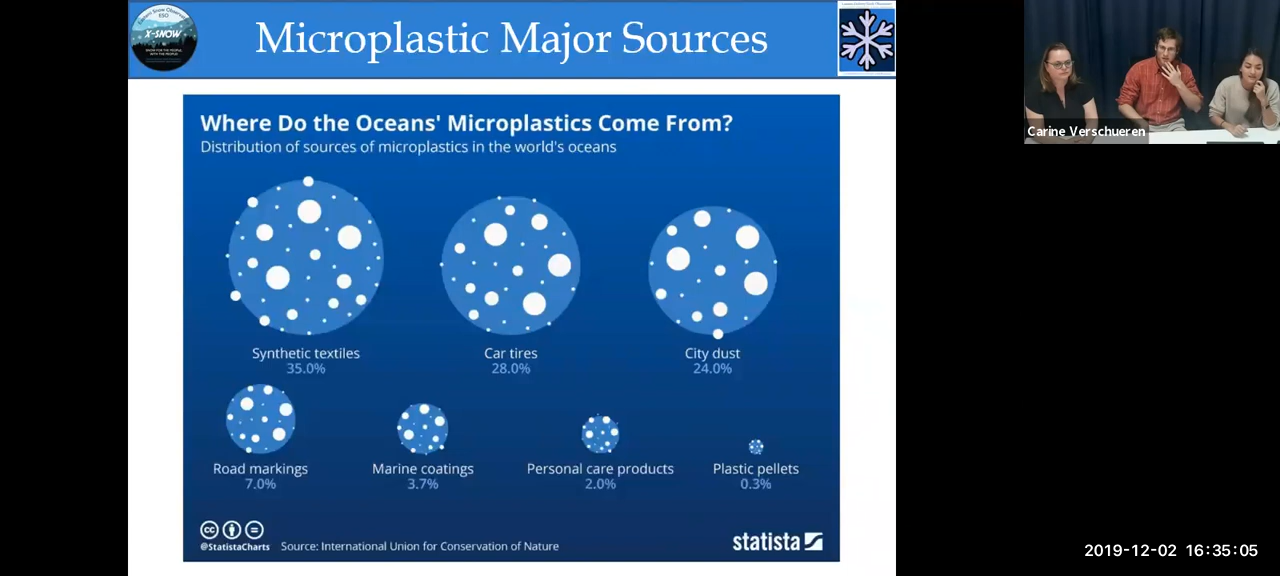 X-SNOW
Microplastic Major Sources
Where Do the Oceans' Microplastics Come From?
Distribution of sources of microplastics in the world's oceans
Synthetic textiles
35.0%
Car tires
28.0%
City dust
24.0%
Road markings
7.0%
Marine coatings
3.7%
Personal care products
2.0%
Plastic pellets
0.3%
@StatistaCharts Source: International Union for Conservation of Nature
cc
statista
Carine Verschueren
2019-12-02 16:35:05